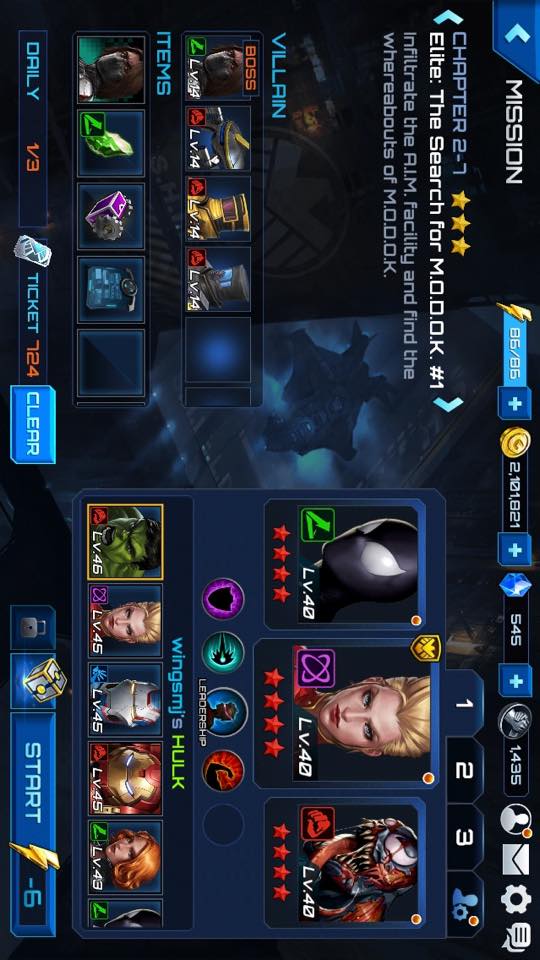 MISSION
86/86
2,101,821
545
1,435
CHAPTER 2-7
Elite: The Search for M.O.D.O.K. #1
Infiltrate the A.I.M. facility and find the
whereabouts of M.O.D.O.K.
VILLAIN
BOSS
LV.14
LV.14
LV.14
LV.14
ITEMS
DAILY 1/3
TICKET 724
CLEAR
1
2
3
LV.40
LV.40
LV.40
LEADERSHIP
wingsmj's HULK
LV.46
LV.45
LV.45
LV.45
LV.43
START
-6